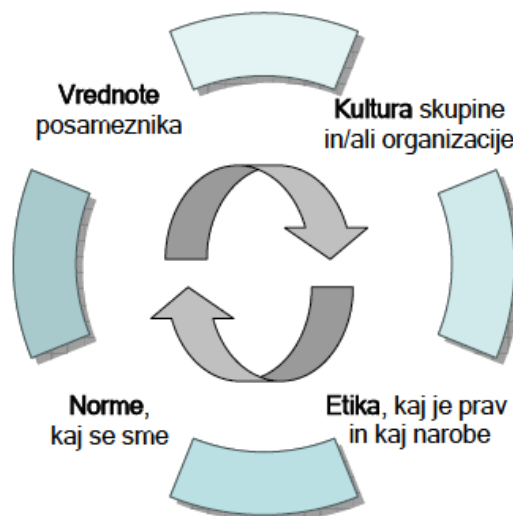 Vrednote
posameznika
Kultura skupine
in/ali organizacije
Norme,
kaj se sme
Etika, kaj je prav
in kaj narobe